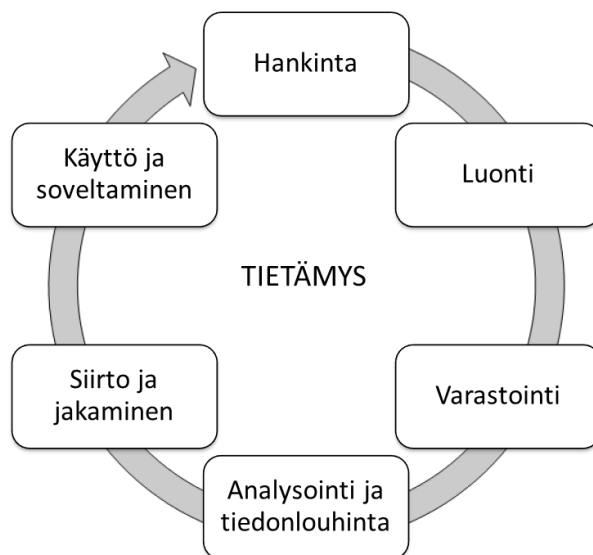 Hankinta
Luonti
Varastointi
Analysointi ja
tiedonlouhinta
Siirto ja
jakaminen
Käyttö ja
soveltaminen
TIETÄMYS